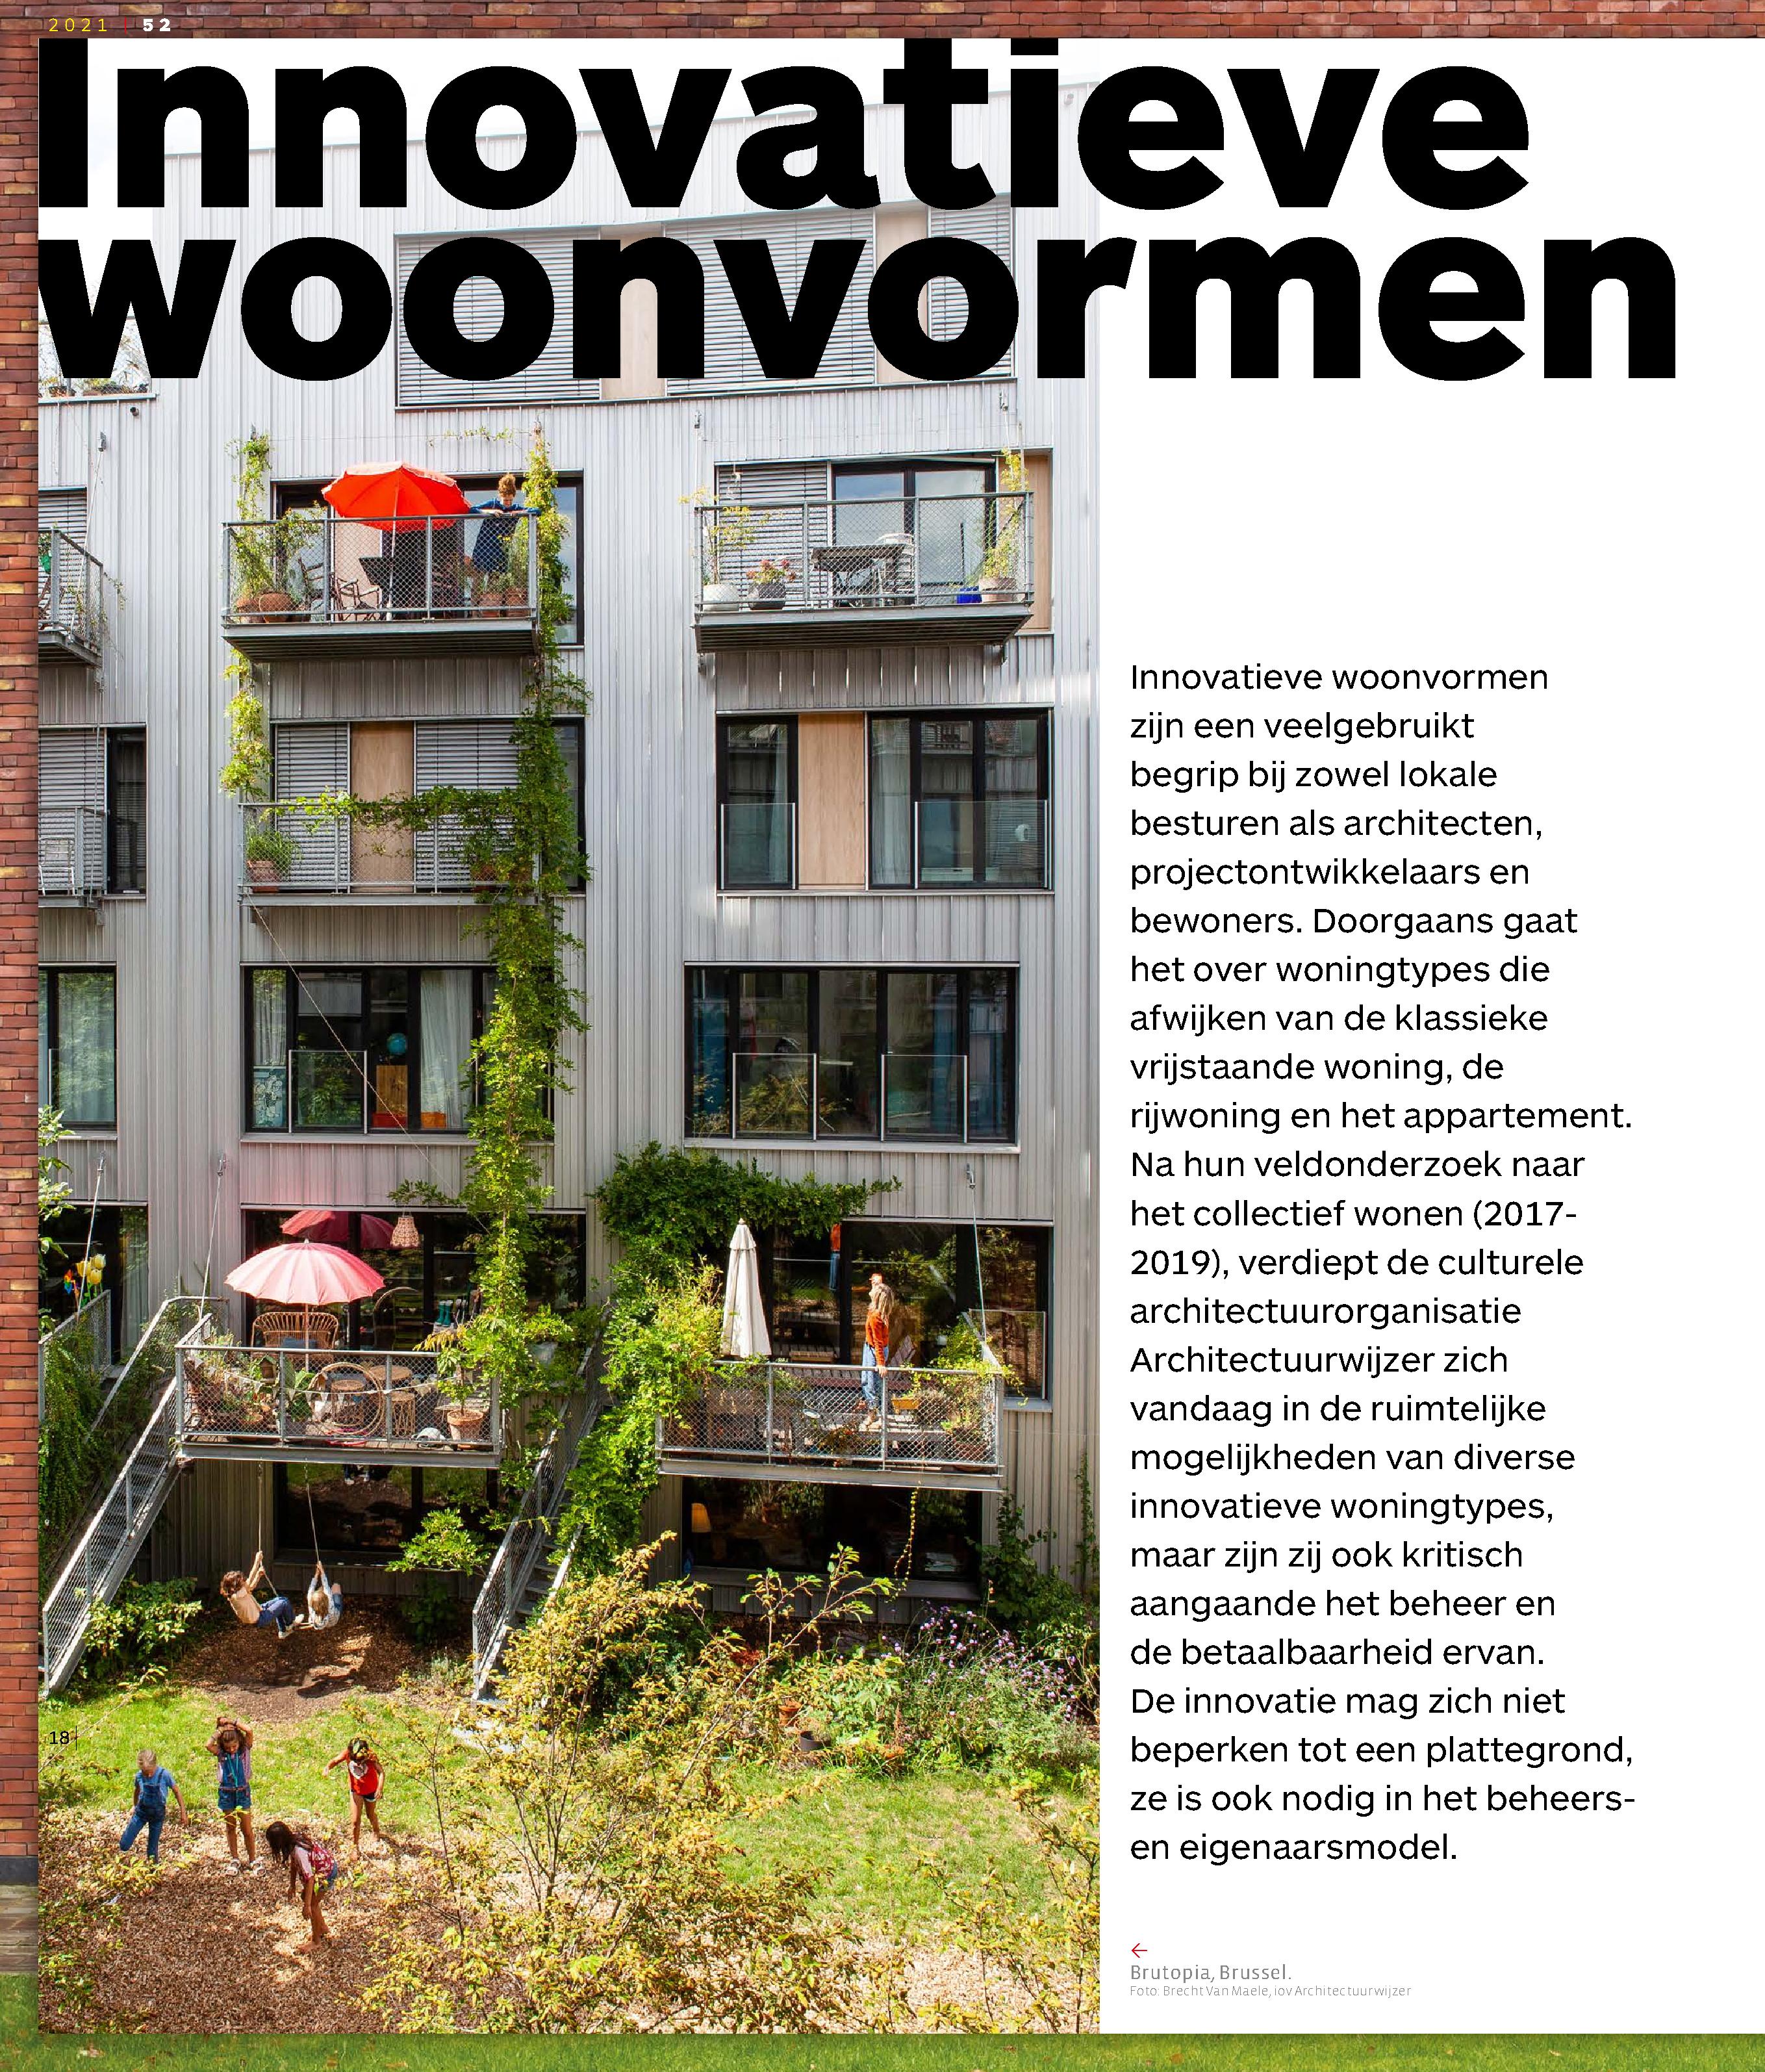 2021 | 52
Innovatieve
woonvormen
Innovatieve woonvormen
zijn een veelgebruikt
begrip bij zowel lokale
besturen als architecten,
projectontwikkelaars en
bewoners. Doorgaans gaat
het over woningtypes die
afwijken van de klassieke
vrijstaande woning, de
rijwoning en het appartement.
Na hun veldonderzoek naar
het collectief wonen (2017-
2019), verdiept de culturele
architectuurorganisatie
Architectuurwijzer zich
vandaag in de ruimtelijke
mogelijkheden van diverse
innovatieve woningtypes,
maar zijn zij ook kritisch
aangaande het beheer en
de betaalbaarheid ervan.
De innovatie mag zich niet
beperken tot een plattegrond,
ze is ook nodig in het beheers-
en eigenaarsmodel.
←
Brutopia, Brussel.
Foto: Brecht Van Maele, iov Architectuurwijzer
18 |